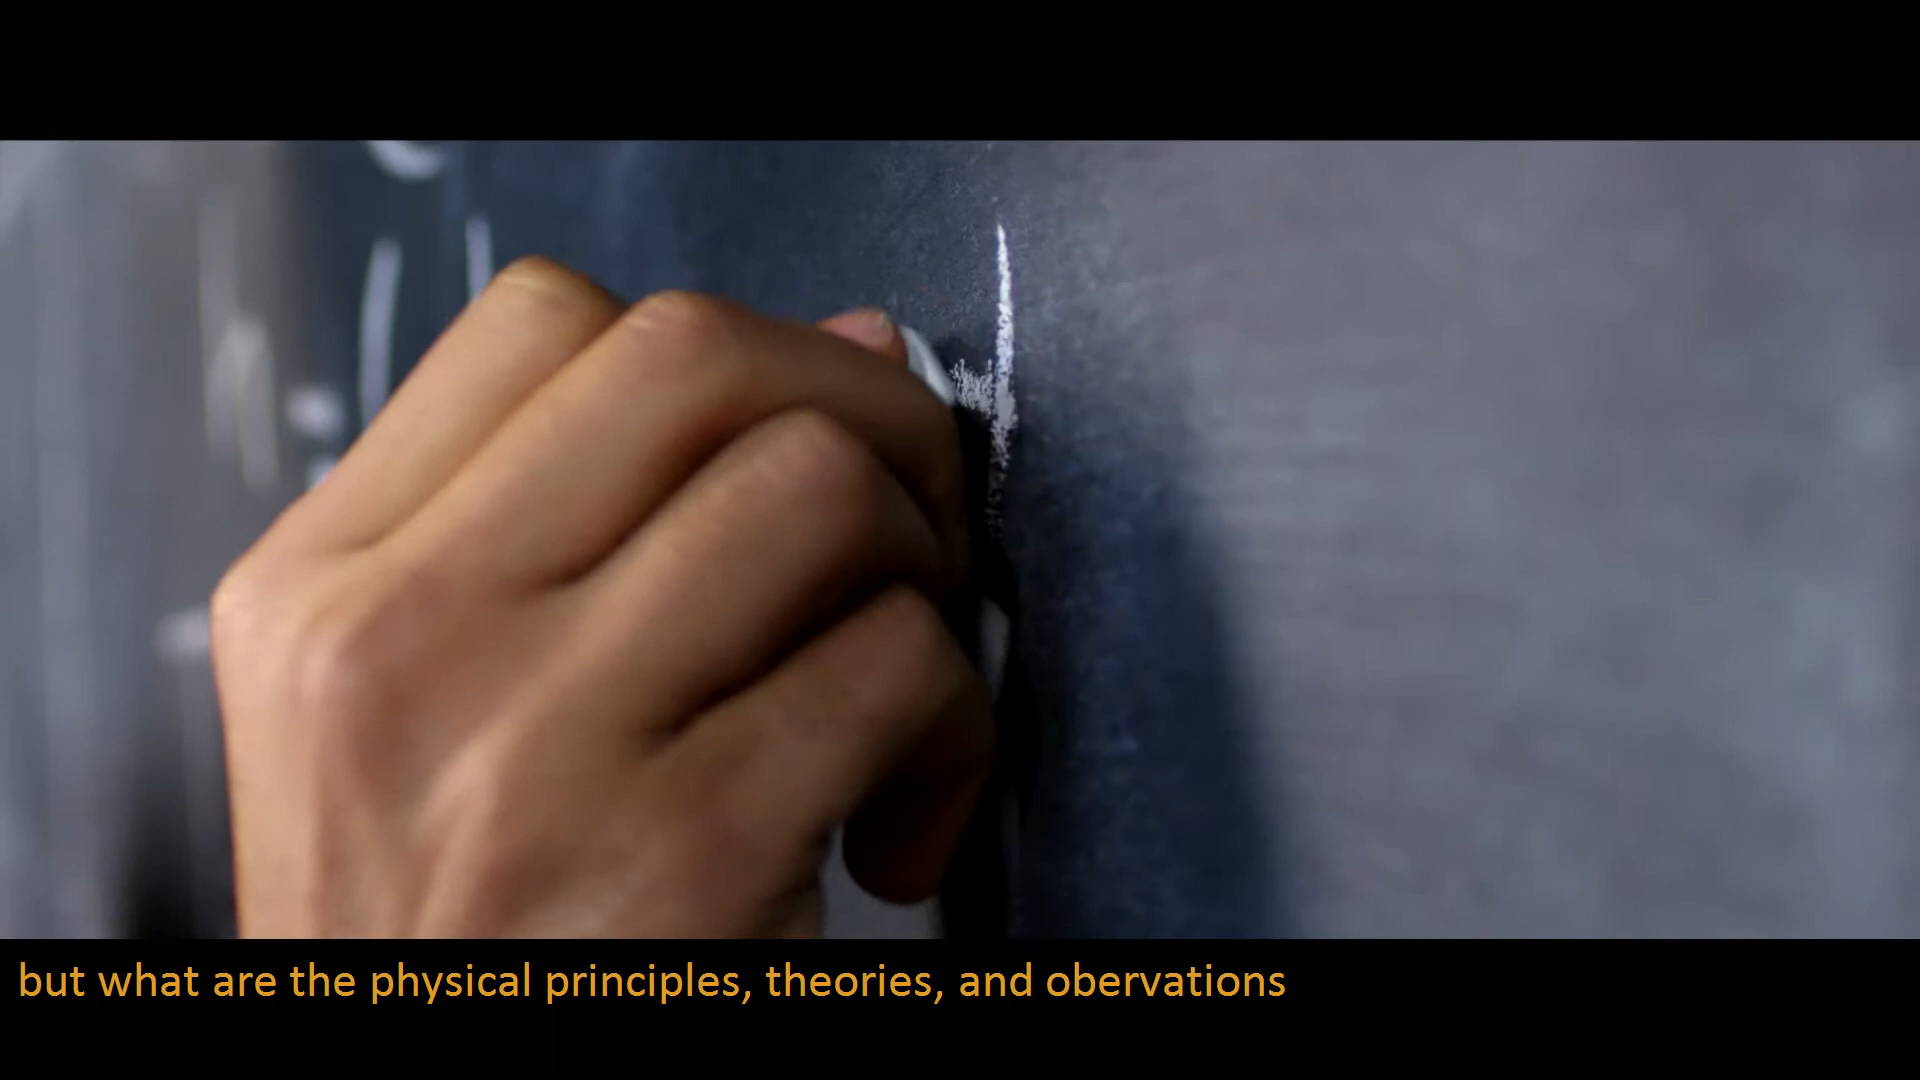 but what are the physical principles, theories, and obervations